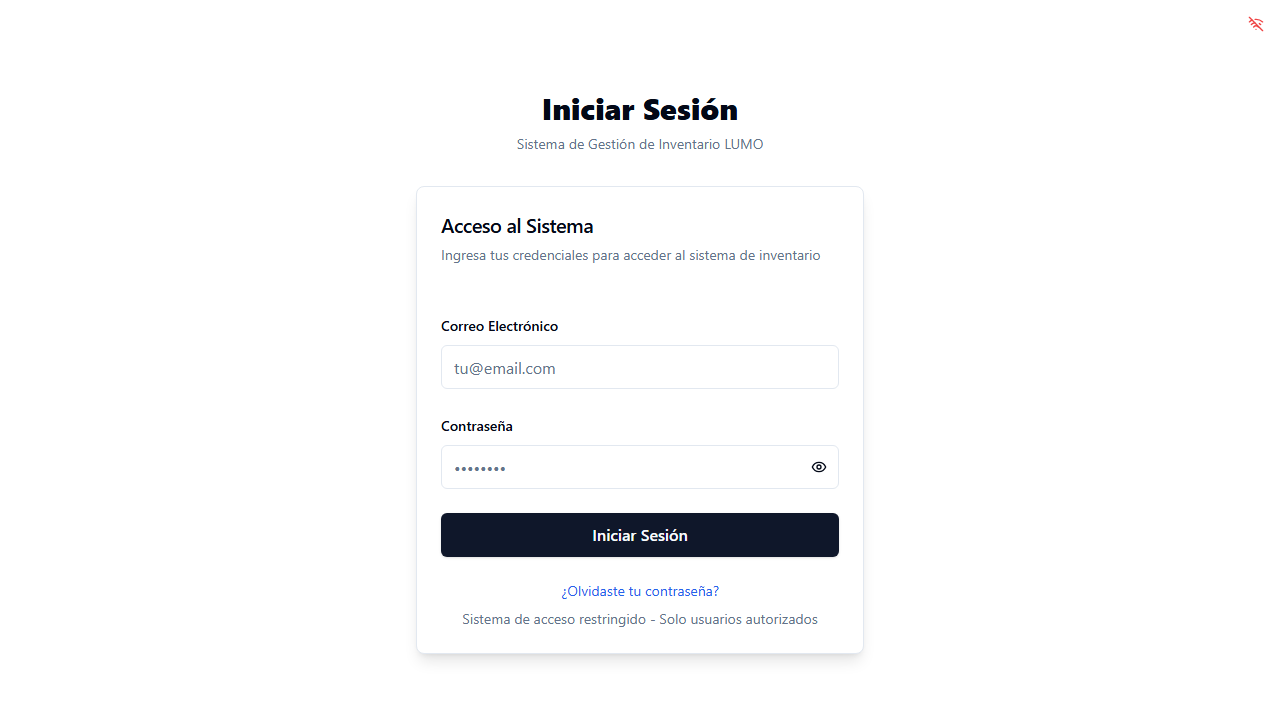 Iniciar Sesión
Sistema de Gestión de Inventario LUMO
Acceso al Sistema
Ingresa tus credenciales para acceder al sistema de inventario
Correo Electrónico
tu@email.com
Contraseña
••••••••
Iniciar Sesión
¿Olvidaste tu contraseña?
Sistema de acceso restringido - Solo usuarios autorizados